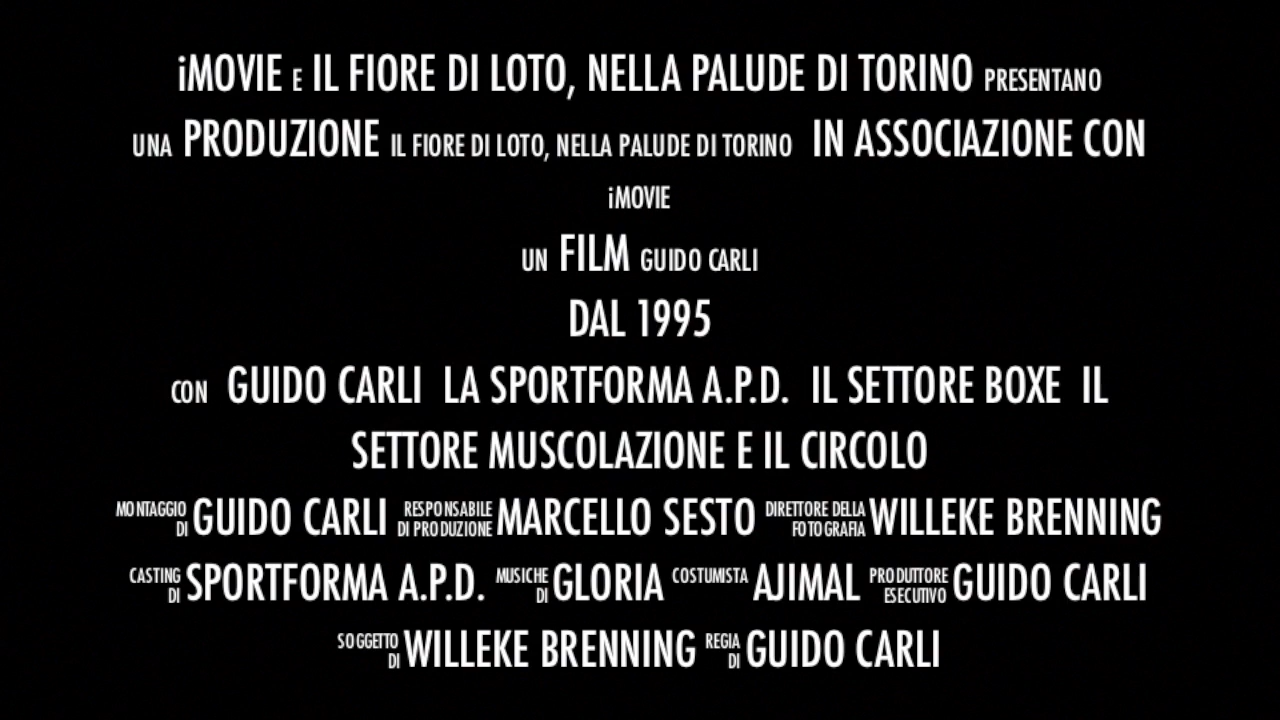 iMOVIE E IL FIORE DI LOTO, NELLA PALUDE DI TORINO PRESENTANO
UNA PRODUZIONE IL FIORE DI LOTO, NELLA PALUDE DI TORINO IN ASSOCIAZIONE CON
iMOVIE
UN FILM GUIDO CARLI
DAL 1995
CON GUIDO CARLI LA SPORTFORMA A.P.D. IL SETTORE BOXE IL
SETTORE MUSCOLAZIONE E IL CIRCOLO
MONTAGGIO DI GUIDO CARLI RESPONSABILE DI PRODUZIONE MARCELLO SESTO DIRETTORE DELLA FOTOGRAFIA WILLEKE BRENNING
CASTING DI SPORTFORMA A.P.D. MUSICHE DI GLORIA COSTUMISTA AJIMAL PRODUTTORE ESECUTIVO GUIDO CARLI
SOGGETTO DI WILLEKE BRENNING REGIA DI GUIDO CARLI